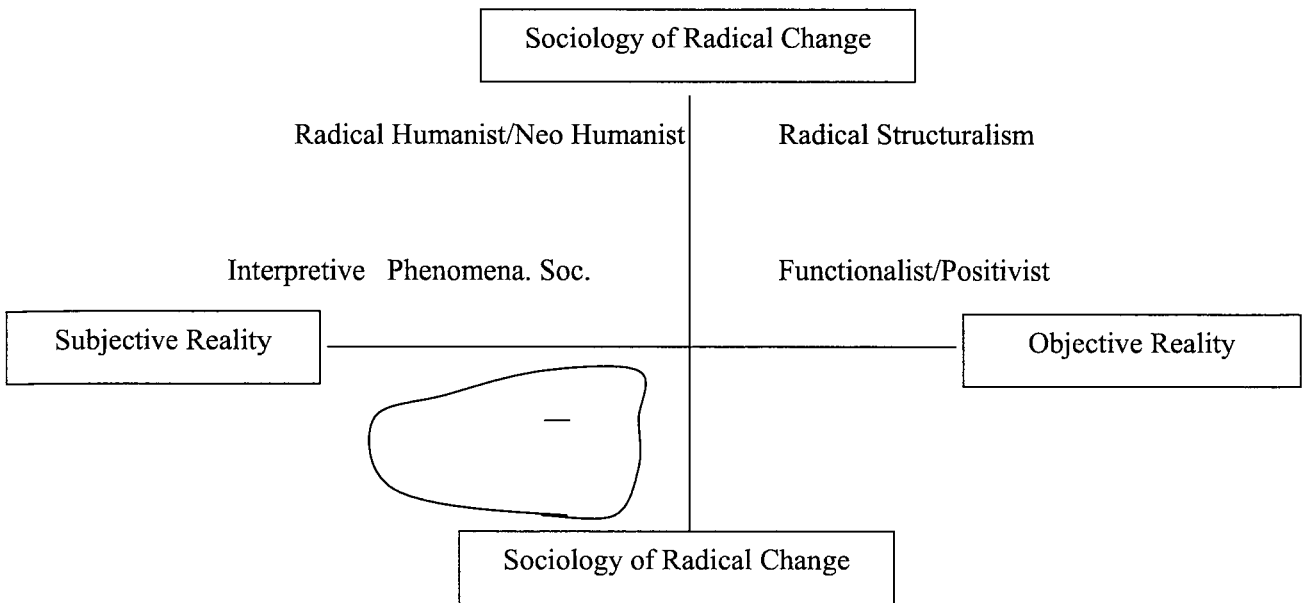 Sociology of Radical Change
Radical Humanist/Neo Humanist Radical Structuralism
Interpretive Phenomena. Soc. Functionalist/Positivist
Subjective Reality Objective Reality
Sociology of Radical Change